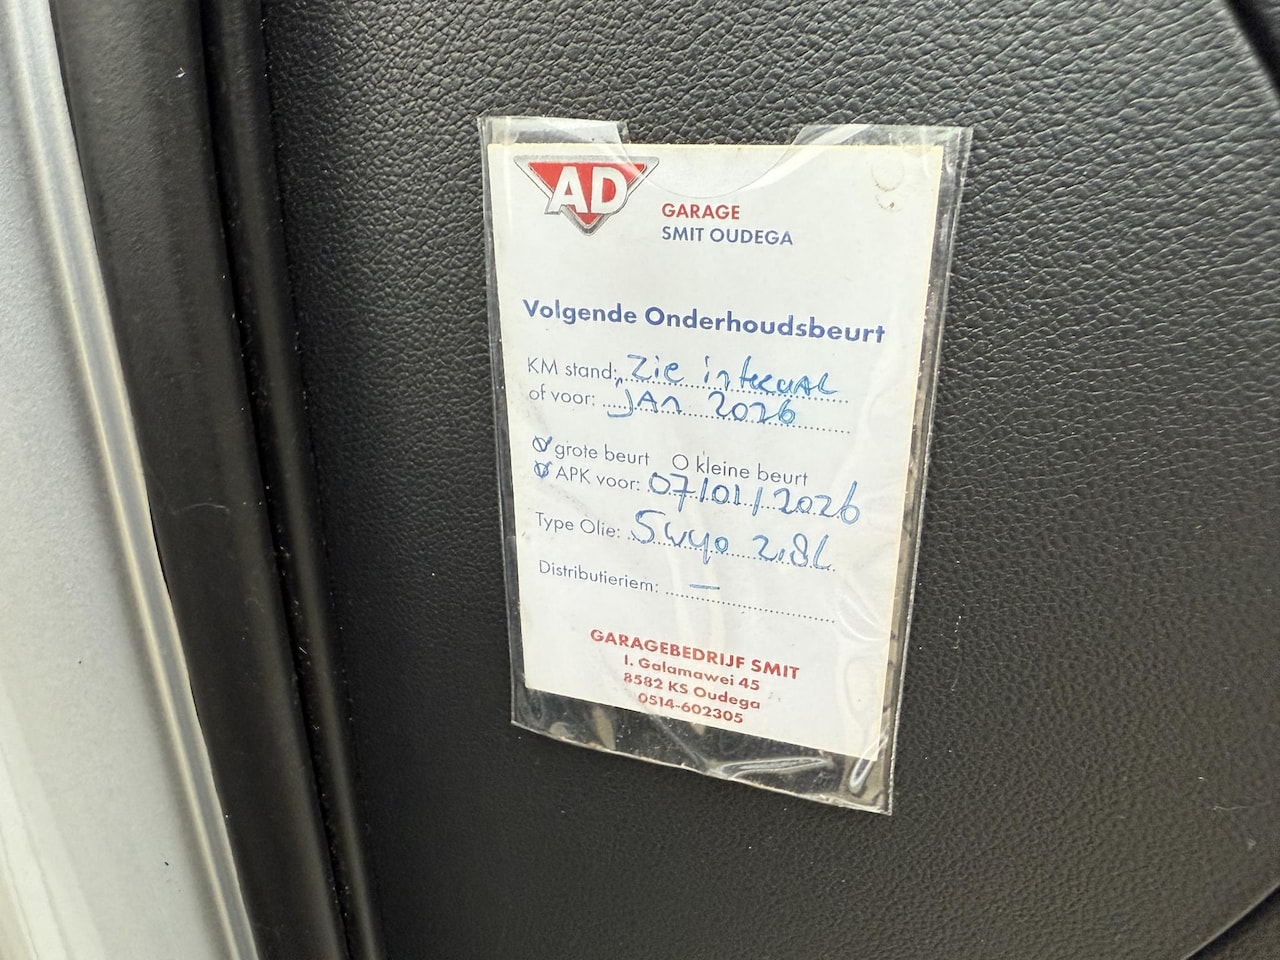 AD
GARAGE
SMIT OUDEGA
Volgende Onderhoudsbeurt
KM stand: Zie interval
of voor: jan 2026
grote beurt O kleine beurt
APK voor: 07/01/2026
Type Olie: 5w40 2,8L
Distributieriem: —
GARAGEBEDRIJF SMIT
I. Galamawei 45
8582 KS Oudega
0514-602305